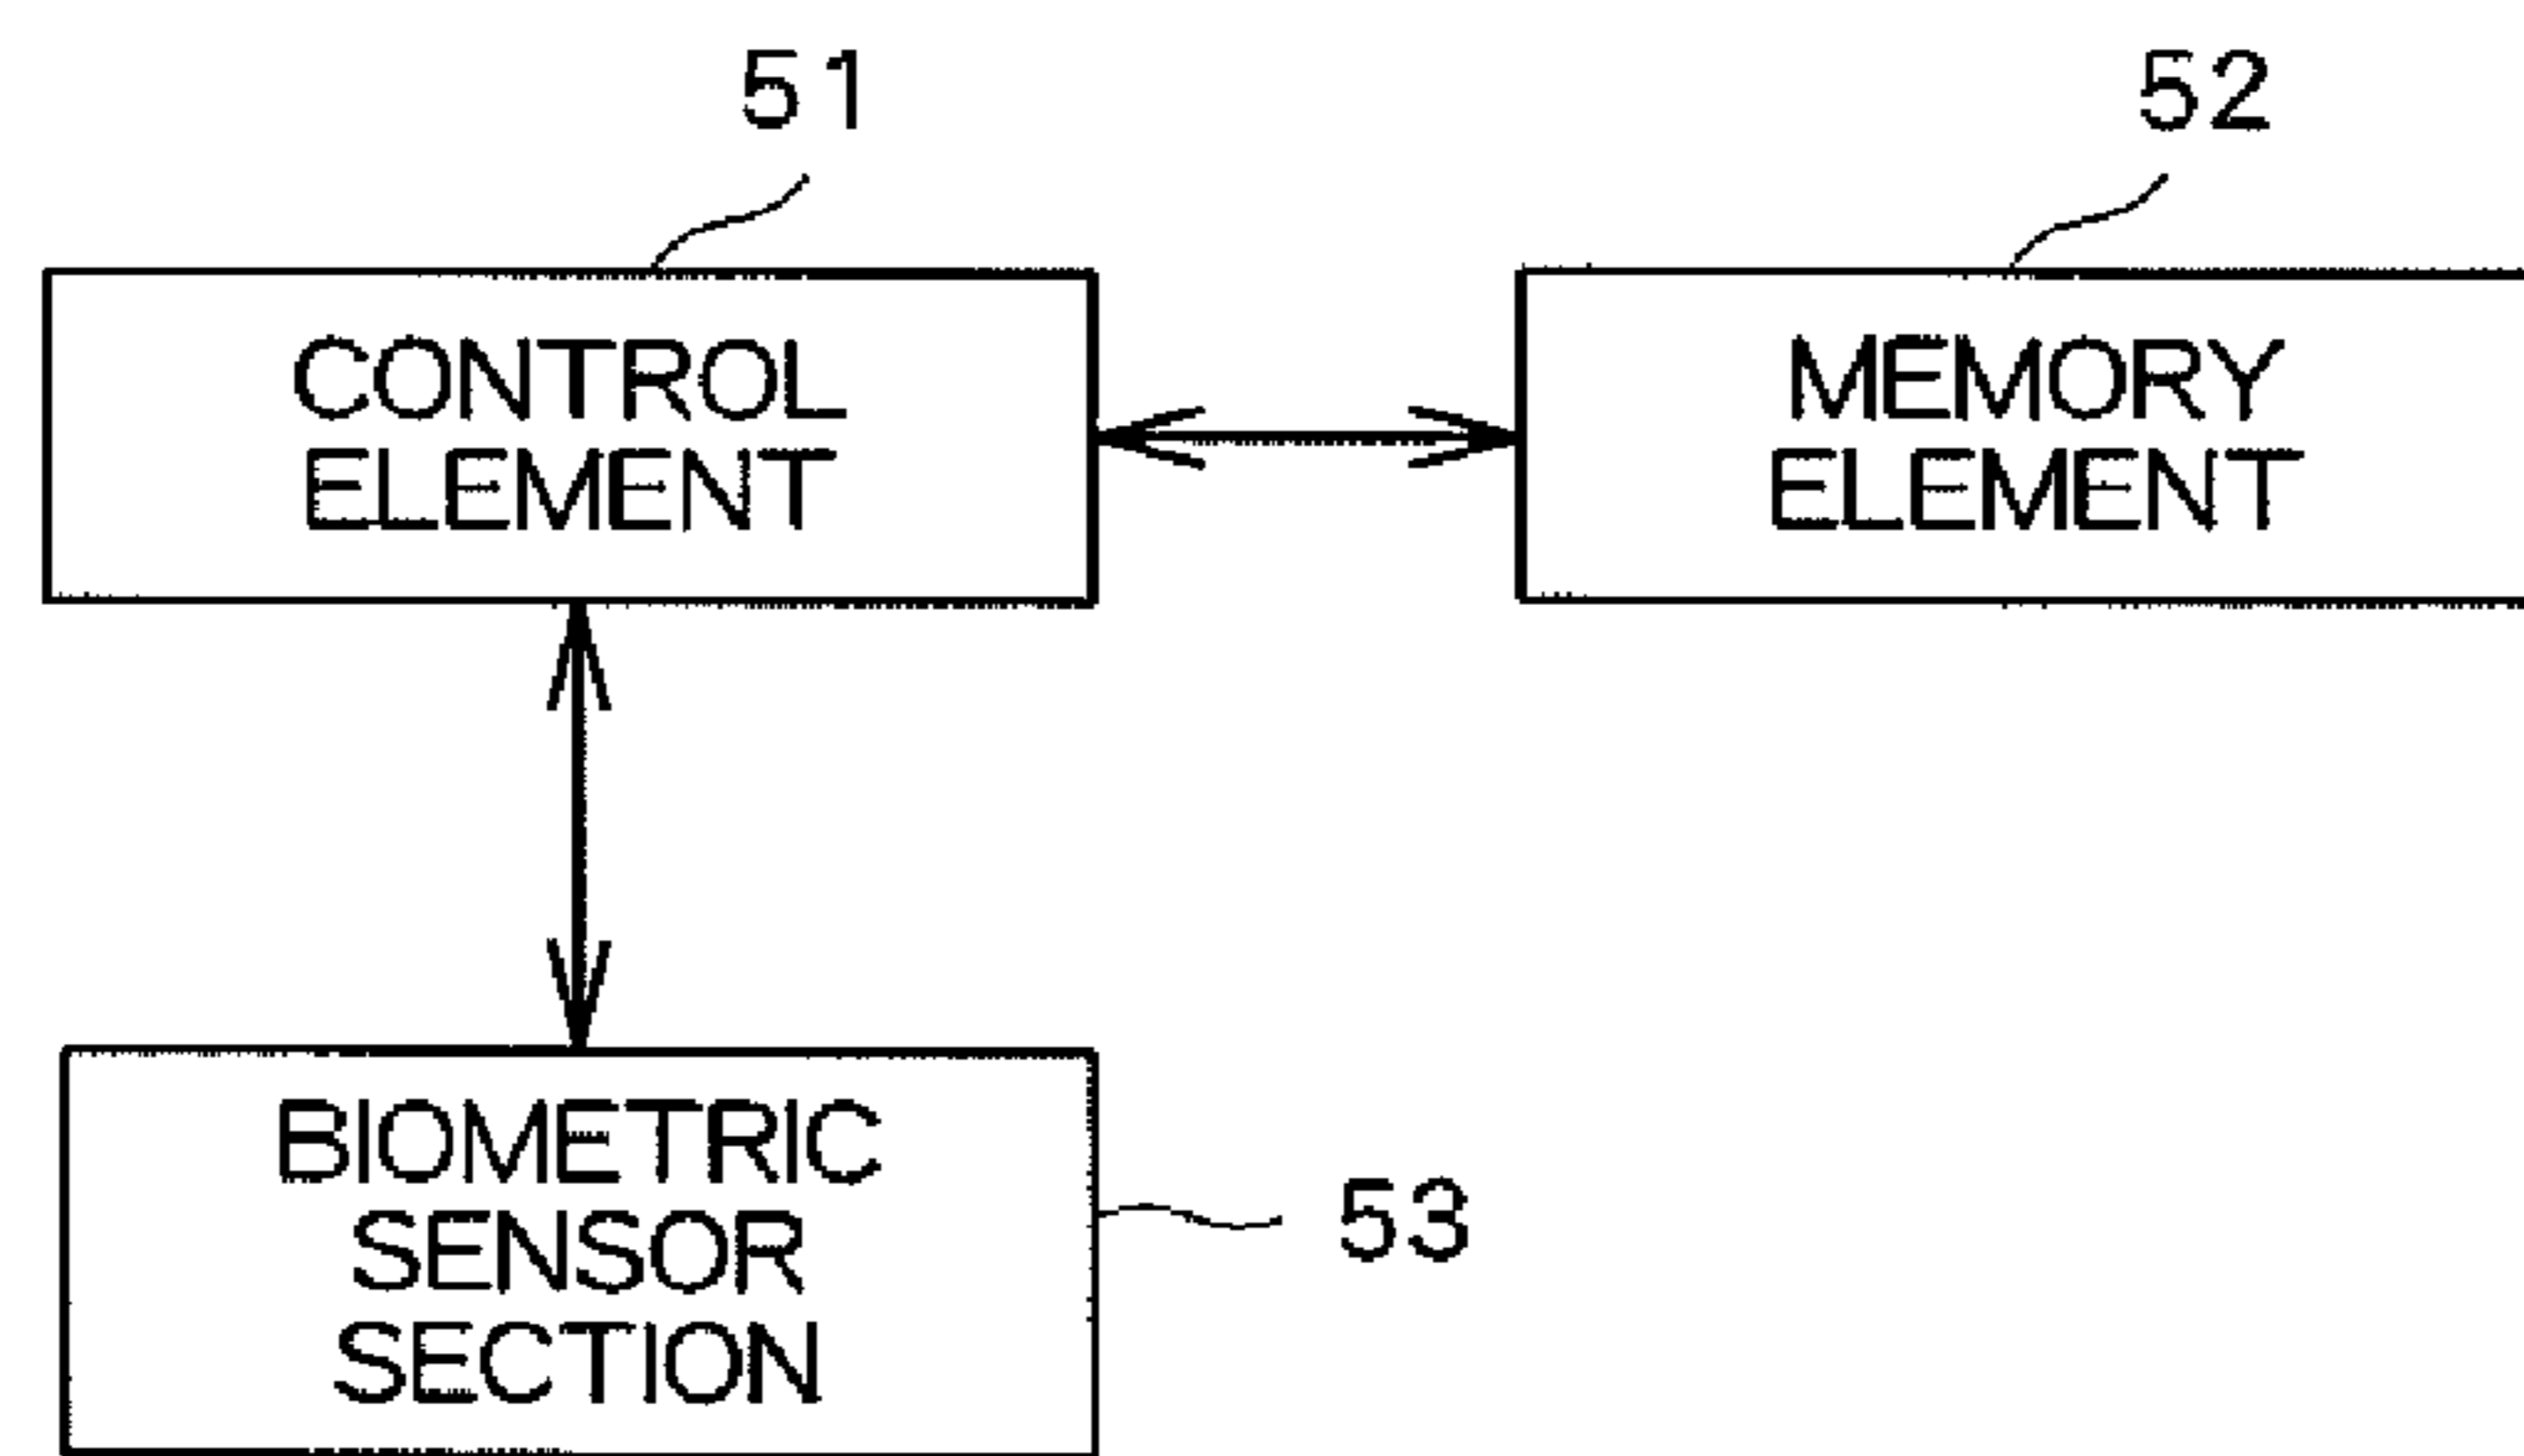 51
52
CONTROL
ELEMENT
MEMORY
ELEMENT
BIOMETRIC
SENSOR
SECTION
53